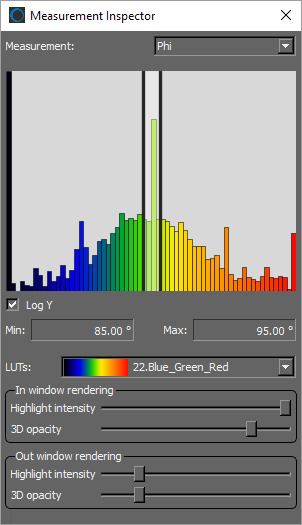 Measurement Inspector
Measurement: Phi
Log Y
Min: 85.00 ° Max: 95.00 °
LUTs: 22.Blue_Green_Red
In window rendering
Highlight intensity
3D opacity
Out window rendering
Highlight intensity
3D opacity